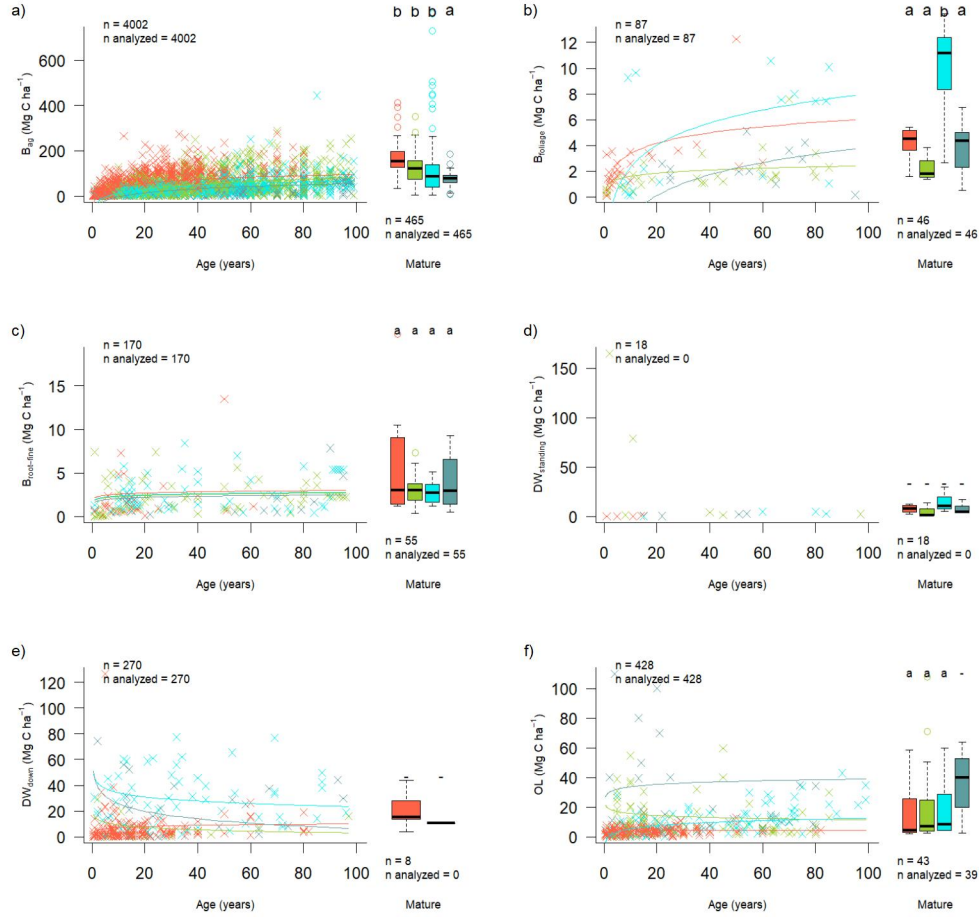 a)
n = 4002
n analyzed = 4002
b b b a
600
400
200
0
B_ag (Mg C ha⁻¹)
0 20 40 60 80 100
Age (years)
n = 465
n analyzed = 465
Mature
b)
n = 87
n analyzed = 87
a a b a
12
10
8
6
4
2
0
B_foliage (Mg C ha⁻¹)
0 20 40 60 80 100
Age (years)
n = 46
n analyzed = 46
Mature
c)
n = 170
n analyzed = 170
a a a a
15
10
5
0
B_root−fine (Mg C ha⁻¹)
0 20 40 60 80 100
Age (years)
n = 55
n analyzed = 55
Mature
d)
n = 18
n analyzed = 0
150
100
50
0
- - - -
DW_standing (Mg C ha⁻¹)
0 20 40 60 80 100
Age (years)
n = 18
n analyzed = 0
Mature
e)
n = 270
n analyzed = 270
120
100
80
60
40
20
0
- -
DW_down (Mg C ha⁻¹)
0 20 40 60 80 100
Age (years)
n = 8
n analyzed = 0
Mature
f)
n = 428
n analyzed = 428
a a a -
100
80
60
40
20
0
OL (Mg C ha⁻¹)
0 20 40 60 80 100
Age (years)
n = 43
n analyzed = 39
Mature